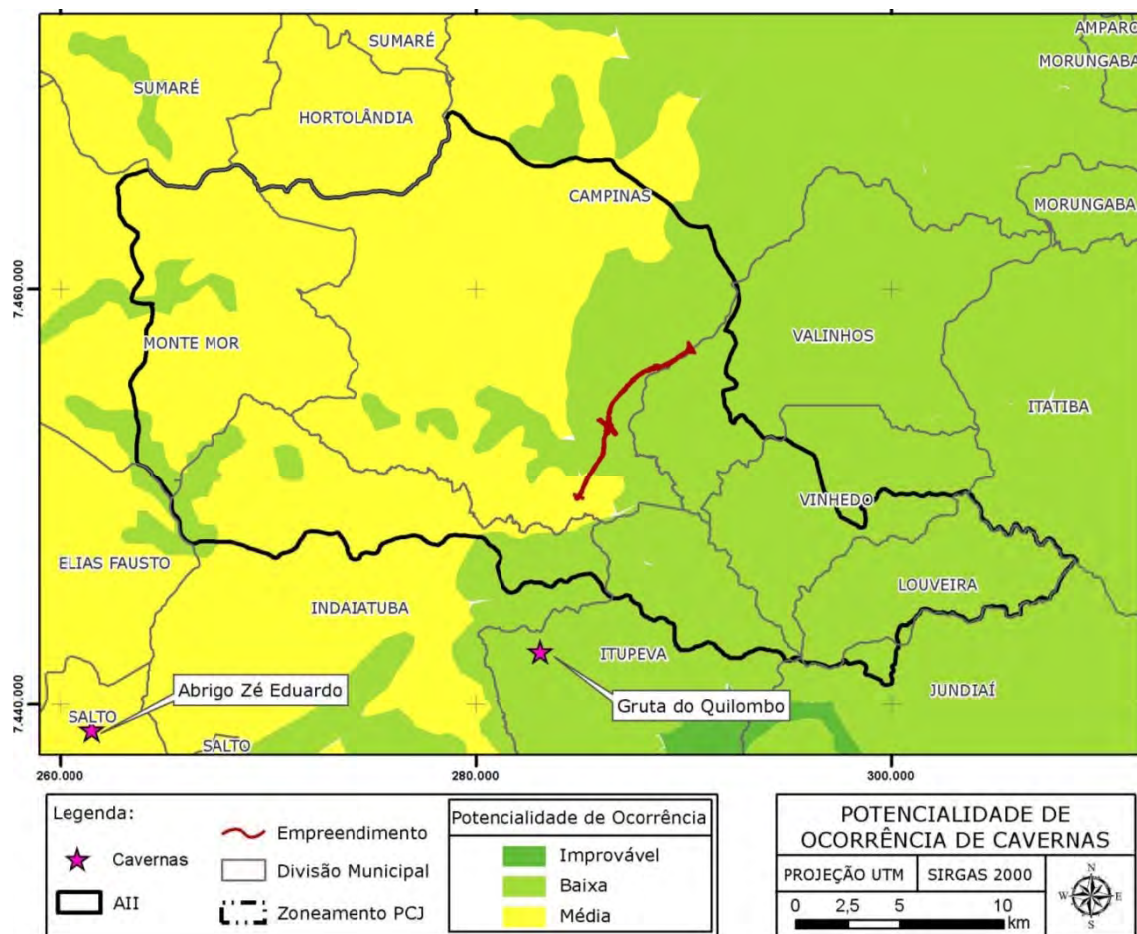 AMPARO
SUMARÉ
MORUNGABA
SUMARÉ
HORTOLÂNDIA
CAMPINAS
MORUNGABA
7.460.000
VALINHOS
MONTE MOR
ITATIBA
VINHEDO
ELIAS FAUSTO
LOUVEIRA
INDAIATUBA
ITUPEVA
Abrigo Zé Eduardo
JUNDIAÍ
Gruta do Quilombo
7.440.000
SALTO
SALTO
260.000
280.000
300.000
Legenda:
Cavernas
AII
Empreendimento
Divisão Municipal
Zoneamento PCJ
Potencialidade de Ocorrência
Improvável
Baixa
Média
POTENCIALIDADE DE
OCORRÊNCIA DE CAVERNAS
PROJEÇÃO UTM
SIRGAS 2000
0 2,5 5 10
km
N
W E
S